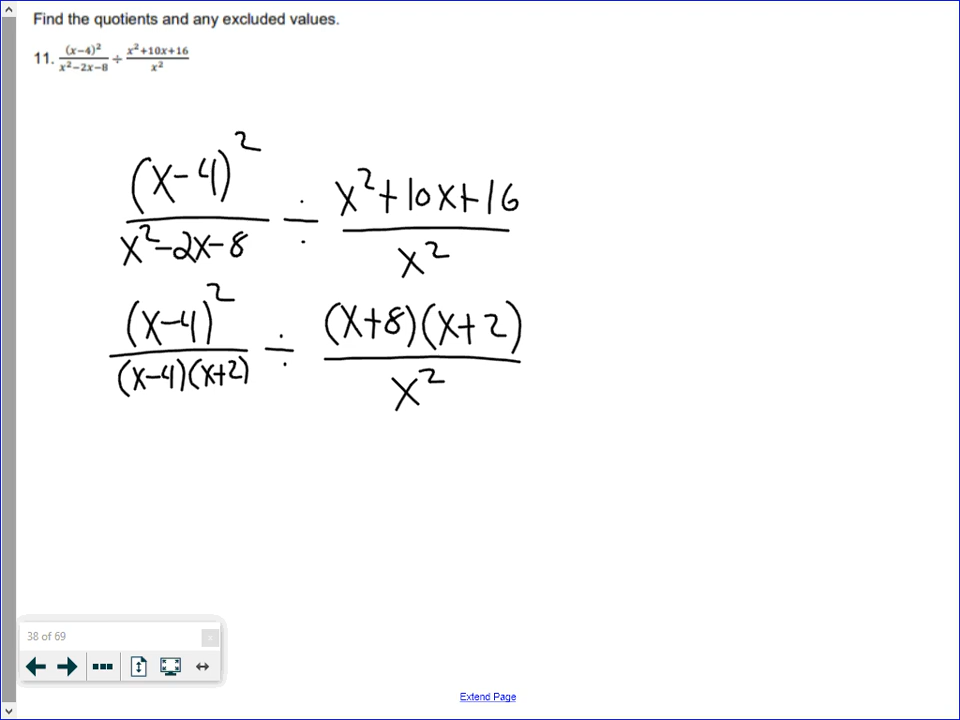 Find the quotients and any excluded values.
11. (x−4)²/(x²−2x−8) ÷ (x²+10x+16)/x²
(x-4)²/(x²-2x-8) ÷ (x²+10x+16)/x²
(x-4)²/((x-4)(x+2)) ÷ ((x+8)(x+2))/x²
38 of 69
Extend Page